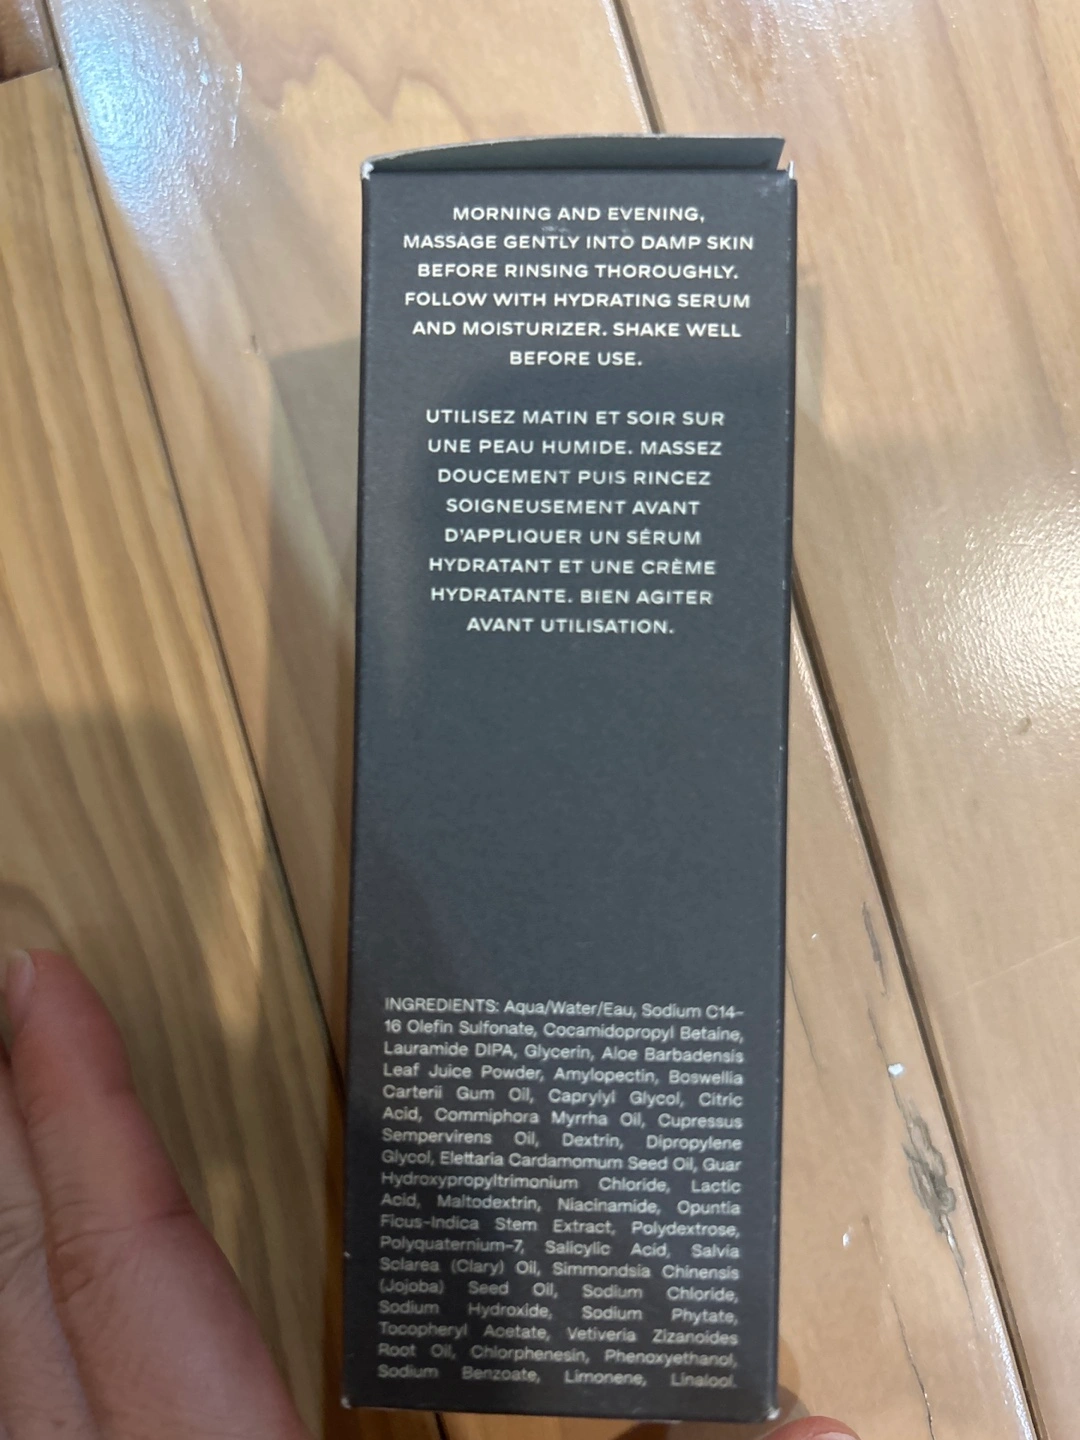 MORNING AND EVENING,
MASSAGE GENTLY INTO DAMP SKIN
BEFORE RINSING THOROUGHLY.
FOLLOW WITH HYDRATING SERUM
AND MOISTURIZER. SHAKE WELL
BEFORE USE.
UTILISEZ MATIN ET SOIR SUR
UNE PEAU HUMIDE. MASSEZ
DOUCEMENT PUIS RINCEZ
SOIGNEUSEMENT AVANT
D'APPLIQUER UN SÉRUM
HYDRATANT ET UNE CRÈME
HYDRATANTE. BIEN AGITER
AVANT UTILISATION.
INGREDIENTS: Aqua/Water/Eau, Sodium C14-
16 Olefin Sulfonate, Cocamidopropyl Betaine,
Lauramide DIPA, Glycerin, Aloe Barbadensis
Leaf Juice Powder, Amylopectin, Boswellia
Carterii Gum Oil, Caprylyl Glycol, Citric
Acid, Commiphora Myrrha Oil, Cupressus
Sempervirens Oil, Dextrin, Dipropylene
Glycol, Elettaria Cardamomum Seed Oil, Guar
Hydroxypropyltrimonium Chloride, Lactic
Acid, Maltodextrin, Niacinamide, Opuntia
Ficus-Indica Stem Extract, Polydextrose,
Polyquaternium-7, Salicylic Acid, Salvia
Sclarea (Clary) Oil, Simmondsia Chinensis
(Jojoba) Seed Oil, Sodium Chloride,
Sodium Hydroxide, Sodium Phytate,
Tocopheryl Acetate, Vetiveria Zizanoides
Root Oil, Chlorphenesin, Phenoxyethanol,
Sodium Benzoate, Limonene, Linalool.